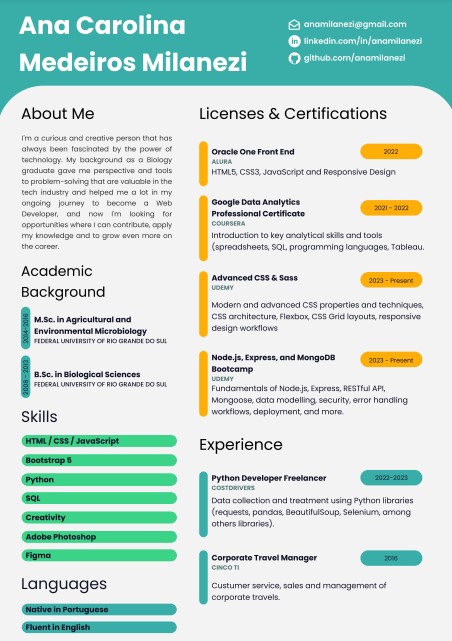 Ana Carolina
Medeiros Milanezi
anamilanezi@gmail.com
linkedin.com/in/anamilanezi
github.com/anamilanezi
About Me
I'm a curious and creative person that has
always been fascinated by the power of
technology. My background as a Biology
graduate gave me perspective and tools
to problem-solving that are valuable in the
tech industry and helped me a lot in my
ongoing journey to become a Web
Developer, and now I'm looking for
opportunities where I can contribute, apply
my knowledge and to grow even more on
the career.
Academic
Background
2014-2016
M.Sc. in Agricultural and
Environmental Microbiology
FEDERAL UNIVERSITY OF RIO GRANDE DO SUL
2008 - 2013
B.Sc. in Biological Sciences
FEDERAL UNIVERSITY OF RIO GRANDE DO SUL
Skills
HTML / CSS / JavaScript
Bootstrap 5
Python
SQL
Creativity
Adobe Photoshop
Figma
Languages
Native in Portuguese
Fluent in English
Licenses & Certifications
Oracle One Front End
2022
ALURA
HTML5, CSS3, JavaScript and Responsive Design
Google Data Analytics
Professional Certificate
2021 - 2022
COURSERA
Introduction to key analytical skills and tools
(spreadsheets, SQL, programming languages, Tableau.
Advanced CSS & Sass
2023 - Present
UDEMY
Modern and advanced CSS properties and techniques,
CSS architecture, Flexbox, CSS Grid layouts, responsive
design workflows
Node.js, Express, and MongoDB
Bootcamp
2023 - Present
UDEMY
Fundamentals of Node.js, Express, RESTful API,
Mongoose, data modelling, security, error handling
workflows, deployment, and more.
Experience
Python Developer Freelancer
2022-2023
COSTDRIVERS
Data collection and treatment using Python libraries
(requests, pandas, BeautifulSoup, Selenium, among
others libraries).
Corporate Travel Manager
2016
CINCO TI
Custumer service, sales and management of
corporate travels.